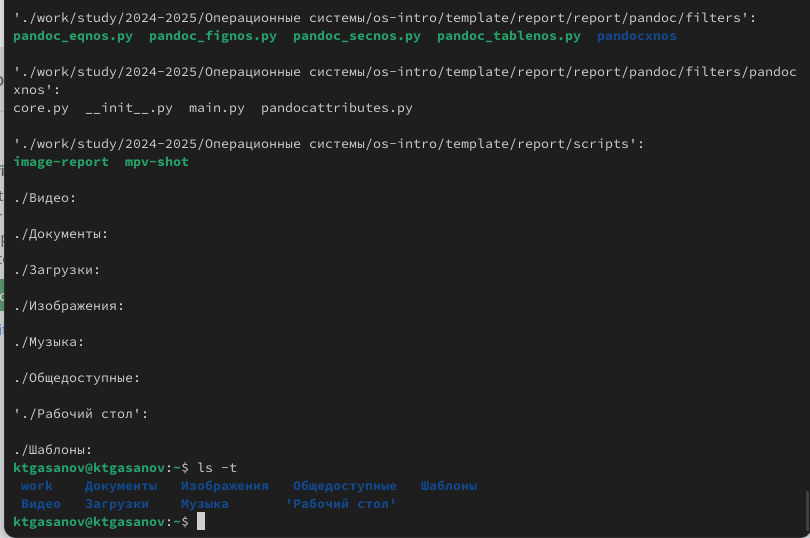 './work/study/2024-2025/Операционные системы/os-intro/template/report/report/pandoc/filters':
pandoc_eqnos.py  pandoc_fignos.py  pandoc_secnos.py  pandoc_tablenos.py  pandocxnos
'./work/study/2024-2025/Операционные системы/os-intro/template/report/report/pandoc/filters/pandoc
xnos':
core.py  __init__.py  main.py  pandocattributes.py
'./work/study/2024-2025/Операционные системы/os-intro/template/report/scripts':
image-report  mpv-shot
./Видео:
./Документы:
./Загрузки:
./Изображения:
./Музыка:
./Общедоступные:
'./Рабочий стол':
./Шаблоны:
ktgasanov@ktgasanov:~$ ls -t
work    Документы   Изображения   Общедоступные   Шаблоны
Видео   Загрузки    Музыка       'Рабочий стол'
ktgasanov@ktgasanov:~$